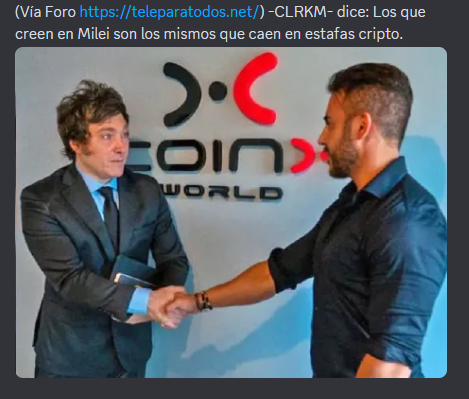 (Vía Foro https://teleparatodos.net/) -CLRKM- dice: Los que
creen en Milei son los mismos que caen en estafas cripto.
COINX
WORLD